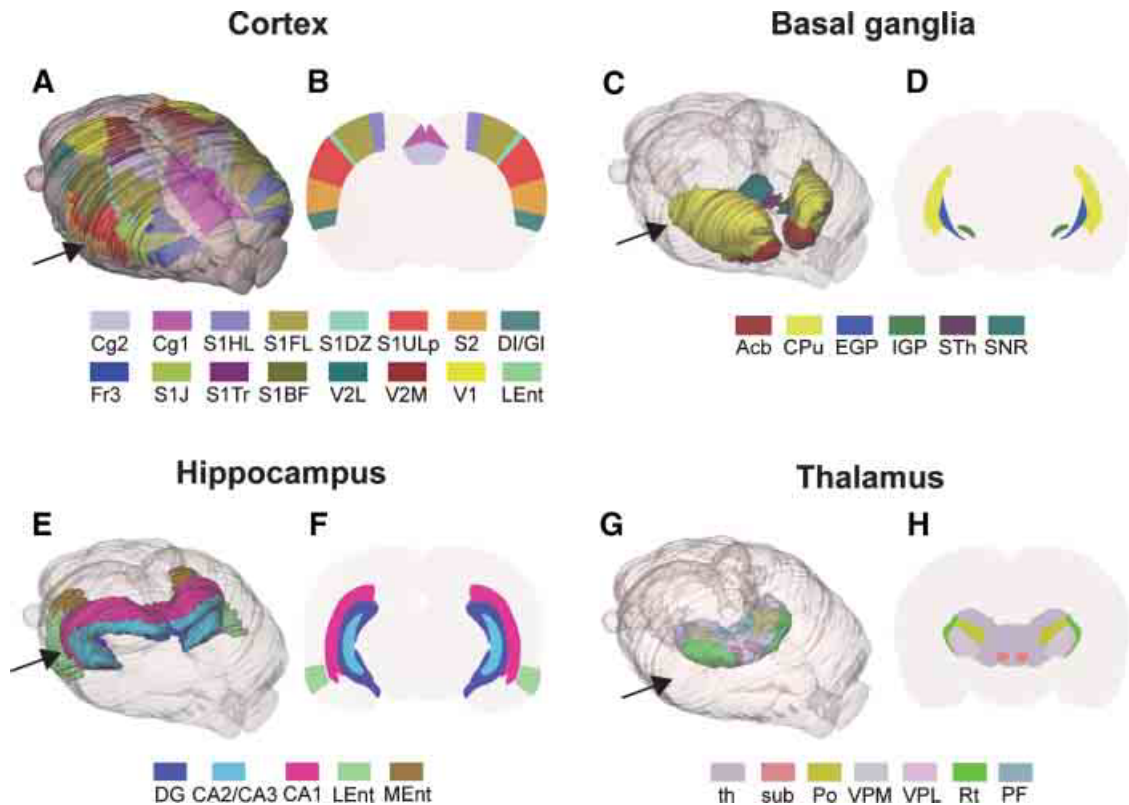 Cortex
Basal ganglia
A B C D
Cg2 Cg1 S1HL S1FL S1DZ S1ULp S2 DI/GI
Fr3 S1J S1Tr S1BF V2L V2M V1 LEnt
Acb CPu EGP IGP STh SNR
Hippocampus
Thalamus
E F G H
DG CA2/CA3 CA1 LEnt MEnt
th sub Po VPM VPL Rt PF